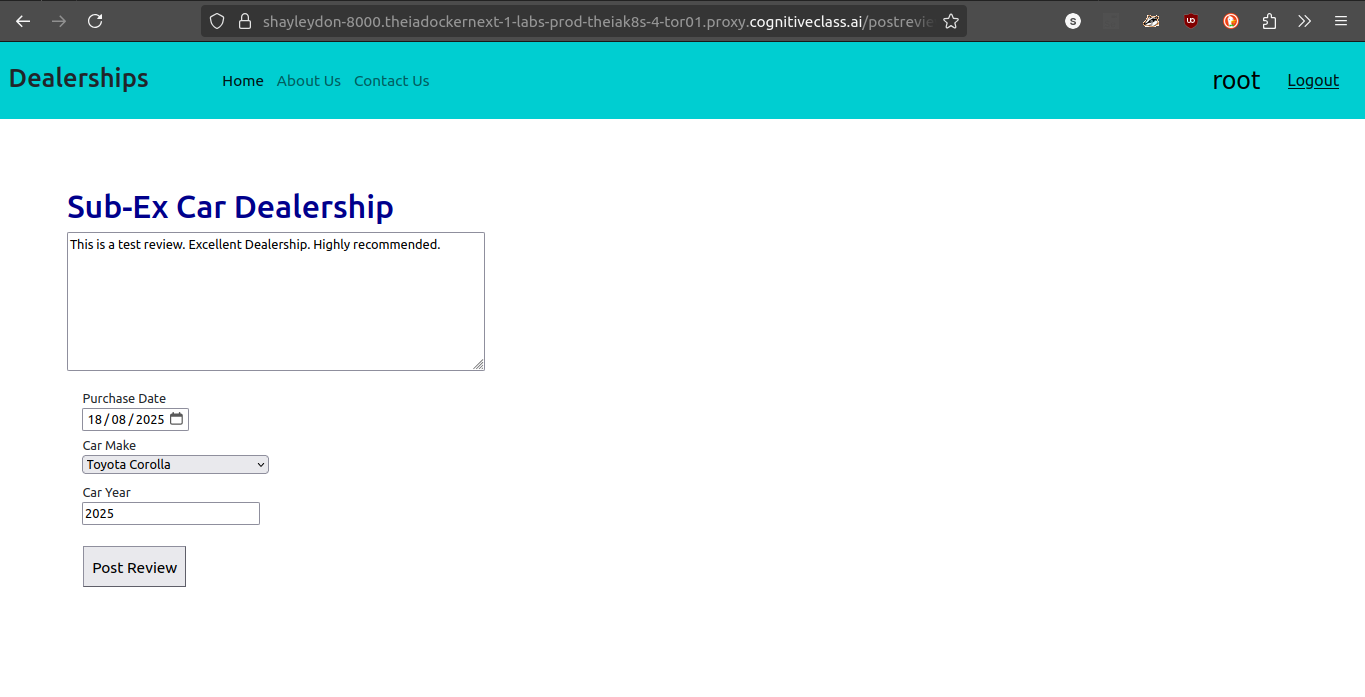 shayleydon-8000.theiadockernext-1-labs-prod-theiak8s-4-tor01.proxy.cognitiveclass.ai/postrevie
S
UD
Dealerships Home About Us Contact Us root Logout
Sub-Ex Car Dealership
This is a test review. Excellent Dealership. Highly recommended.
Purchase Date
18/08/2025
Car Make
Toyota Corolla
Car Year
2025
Post Review